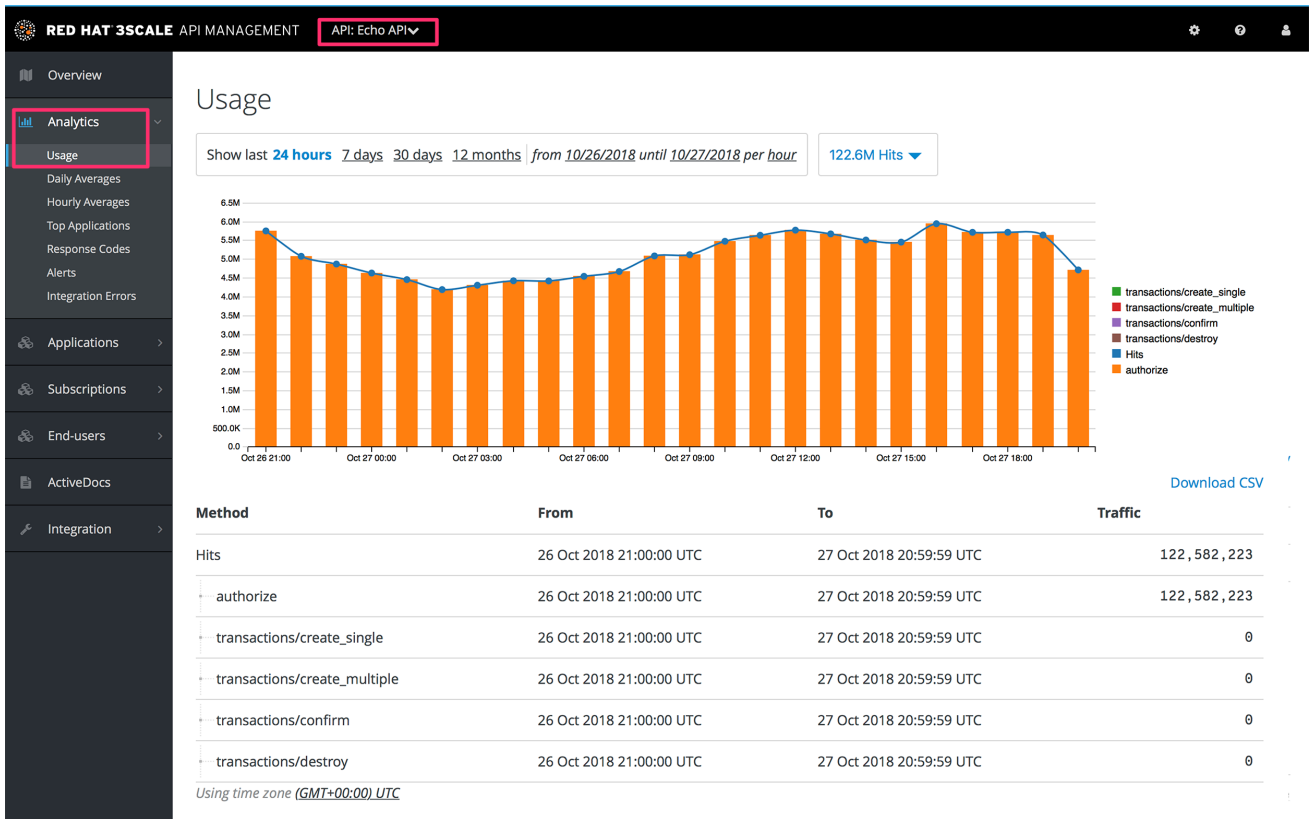 RED HAT 3SCALE API MANAGEMENT API: Echo API
Overview
Analytics
Usage
Daily Averages
Hourly Averages
Top Applications
Response Codes
Alerts
Integration Errors
Applications
Subscriptions
End-users
ActiveDocs
Integration
Usage
Show last 24 hours 7 days 30 days 12 months from 10/26/2018 until 10/27/2018 per hour
122.6M Hits
6.5M
6.0M
5.5M
5.0M
4.5M
4.0M
3.5M
3.0M
2.5M
2.0M
1.5M
1.0M
500.0K
0.0
Oct 26 21:00 Oct 27 00:00 Oct 27 03:00 Oct 27 06:00 Oct 27 09:00 Oct 27 12:00 Oct 27 15:00 Oct 27 18:00
transactions/create_single
transactions/create_multiple
transactions/confirm
transactions/destroy
Hits
authorize
Download CSV
Method From To Traffic
Hits 26 Oct 2018 21:00:00 UTC 27 Oct 2018 20:59:59 UTC 122,582,223
authorize 26 Oct 2018 21:00:00 UTC 27 Oct 2018 20:59:59 UTC 122,582,223
transactions/create_single 26 Oct 2018 21:00:00 UTC 27 Oct 2018 20:59:59 UTC 0
transactions/create_multiple 26 Oct 2018 21:00:00 UTC 27 Oct 2018 20:59:59 UTC 0
transactions/confirm 26 Oct 2018 21:00:00 UTC 27 Oct 2018 20:59:59 UTC 0
transactions/destroy 26 Oct 2018 21:00:00 UTC 27 Oct 2018 20:59:59 UTC 0
Using time zone (GMT+00:00) UTC